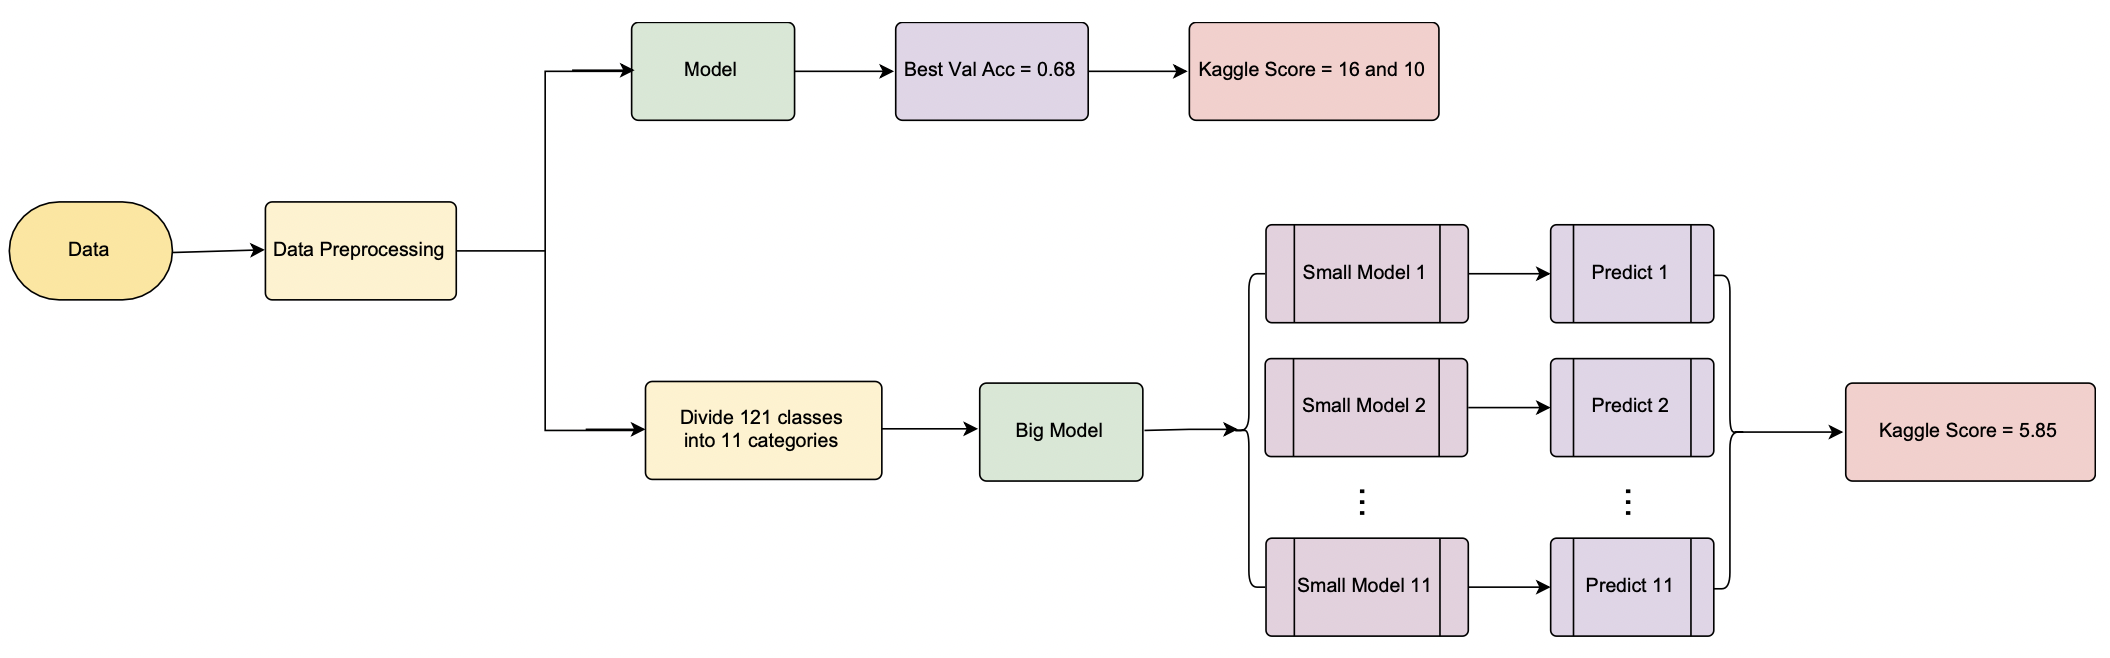 Model
Best Val Acc = 0.68
Kaggle Score = 16 and 10
Data
Data Preprocessing
Divide 121 classes
into 11 categories
Big Model
Small Model 1
Predict 1
Small Model 2
Predict 2
⋮
⋮
Small Model 11
Predict 11
Kaggle Score = 5.85